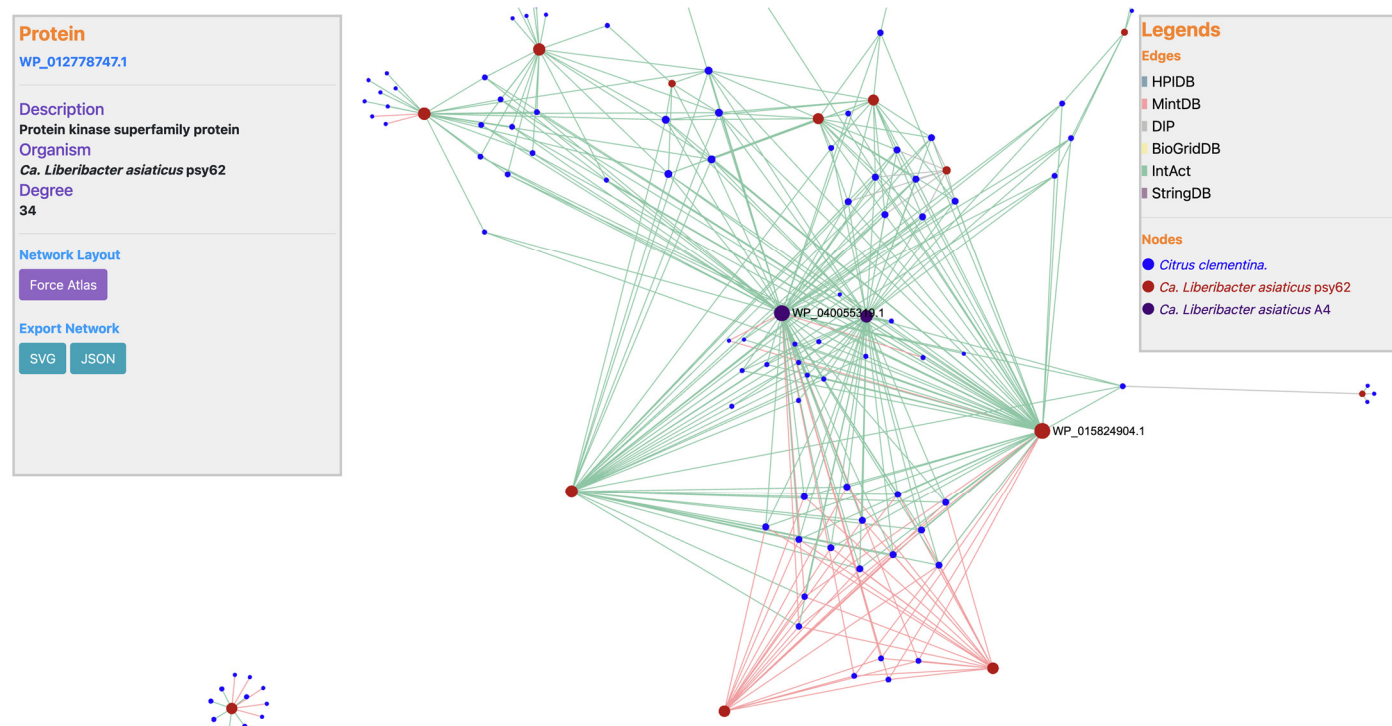 Protein
WP_012778747.1
Description
Protein kinase superfamily protein
Organism
Ca. Liberibacter asiaticus psy62
Degree
34
Network Layout
Force Atlas
Export Network
SVG JSON
WP_040055319.1
WP_015824904.1
Legends
Edges
HPIDB
MintDB
DIP
BioGridDB
IntAct
StringDB
Nodes
Citrus clementina.
Ca. Liberibacter asiaticus psy62
Ca. Liberibacter asiaticus A4